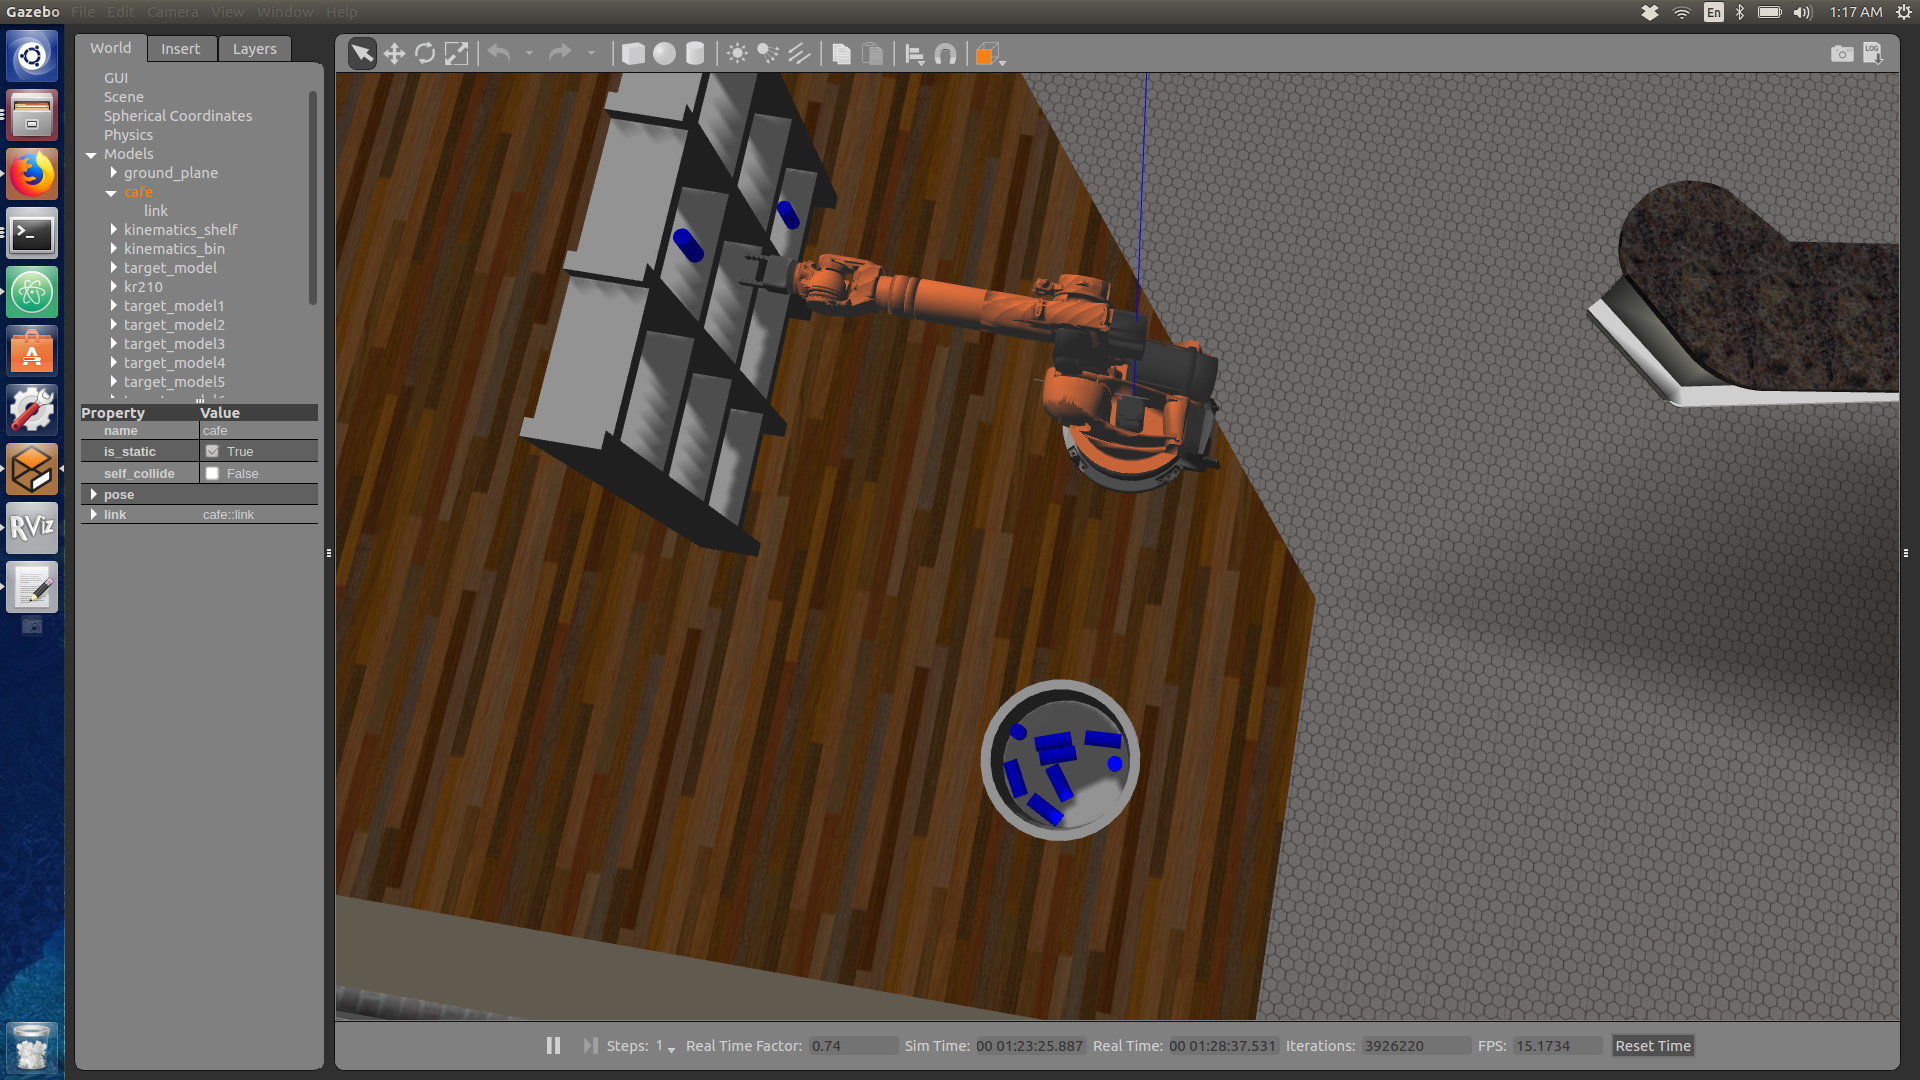 Gazebo File Edit Camera View Window Help
En 1:17 AM
World Insert Layers
LOG
GUI
Scene
Spherical Coordinates
Physics
Models
ground_plane
cafe
link
kinematics_shelf
kinematics_bin
target_model
kr210
target_model1
target_model2
target_model3
target_model4
target_model5
Property Value
name cafe
is_static True
self_collide False
pose
link cafe::link
RViz
Steps: 1 Real Time Factor: 0.74 Sim Time: 00 01:23:25.887 Real Time: 00 01:28:37.531 Iterations: 3926220 FPS: 15.1734 Reset Time